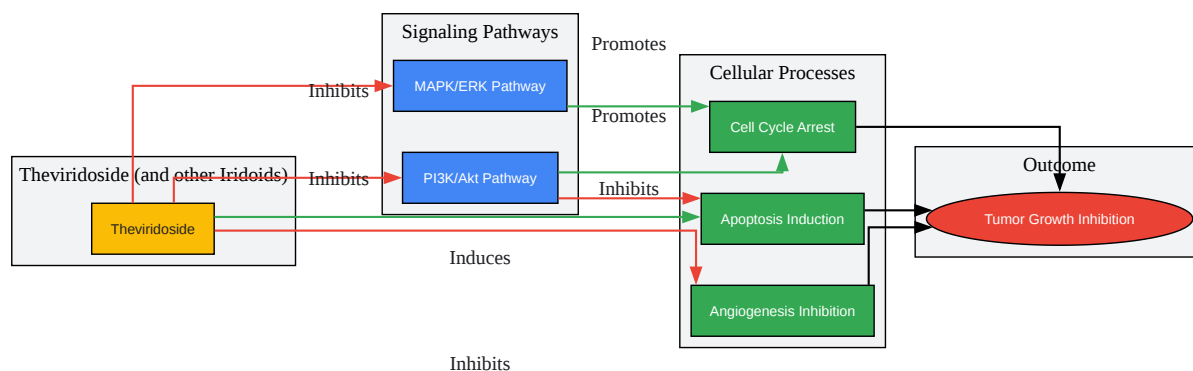 Signaling Pathways
Promotes
Cellular Processes
MAPK/ERK Pathway
Inhibits
Promotes
Cell Cycle Arrest
Theviridoside (and other Iridoids)
Inhibits
PI3K/Akt Pathway
Inhibits
Outcome
Theviridoside
Apoptosis Induction
Tumor Growth Inhibition
Induces
Angiogenesis Inhibition
Inhibits